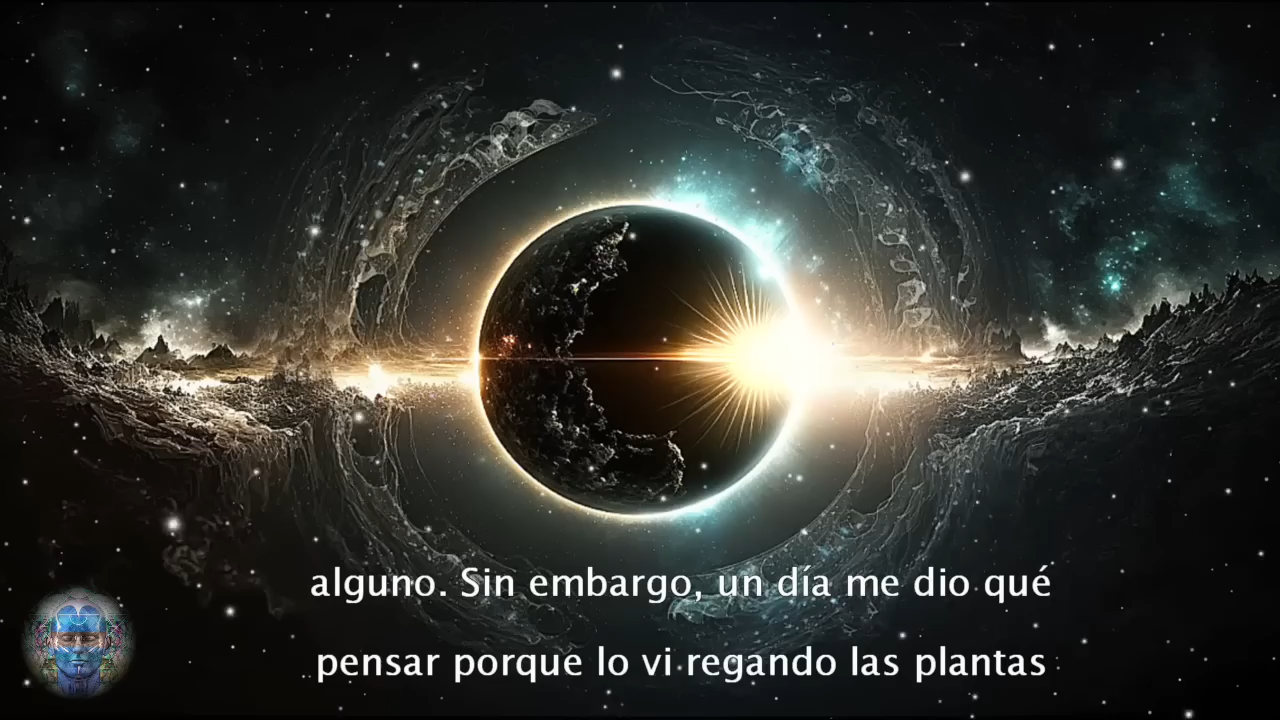 alguno. Sin embargo, un día me dio qué
pensar porque lo vi regando las plantas